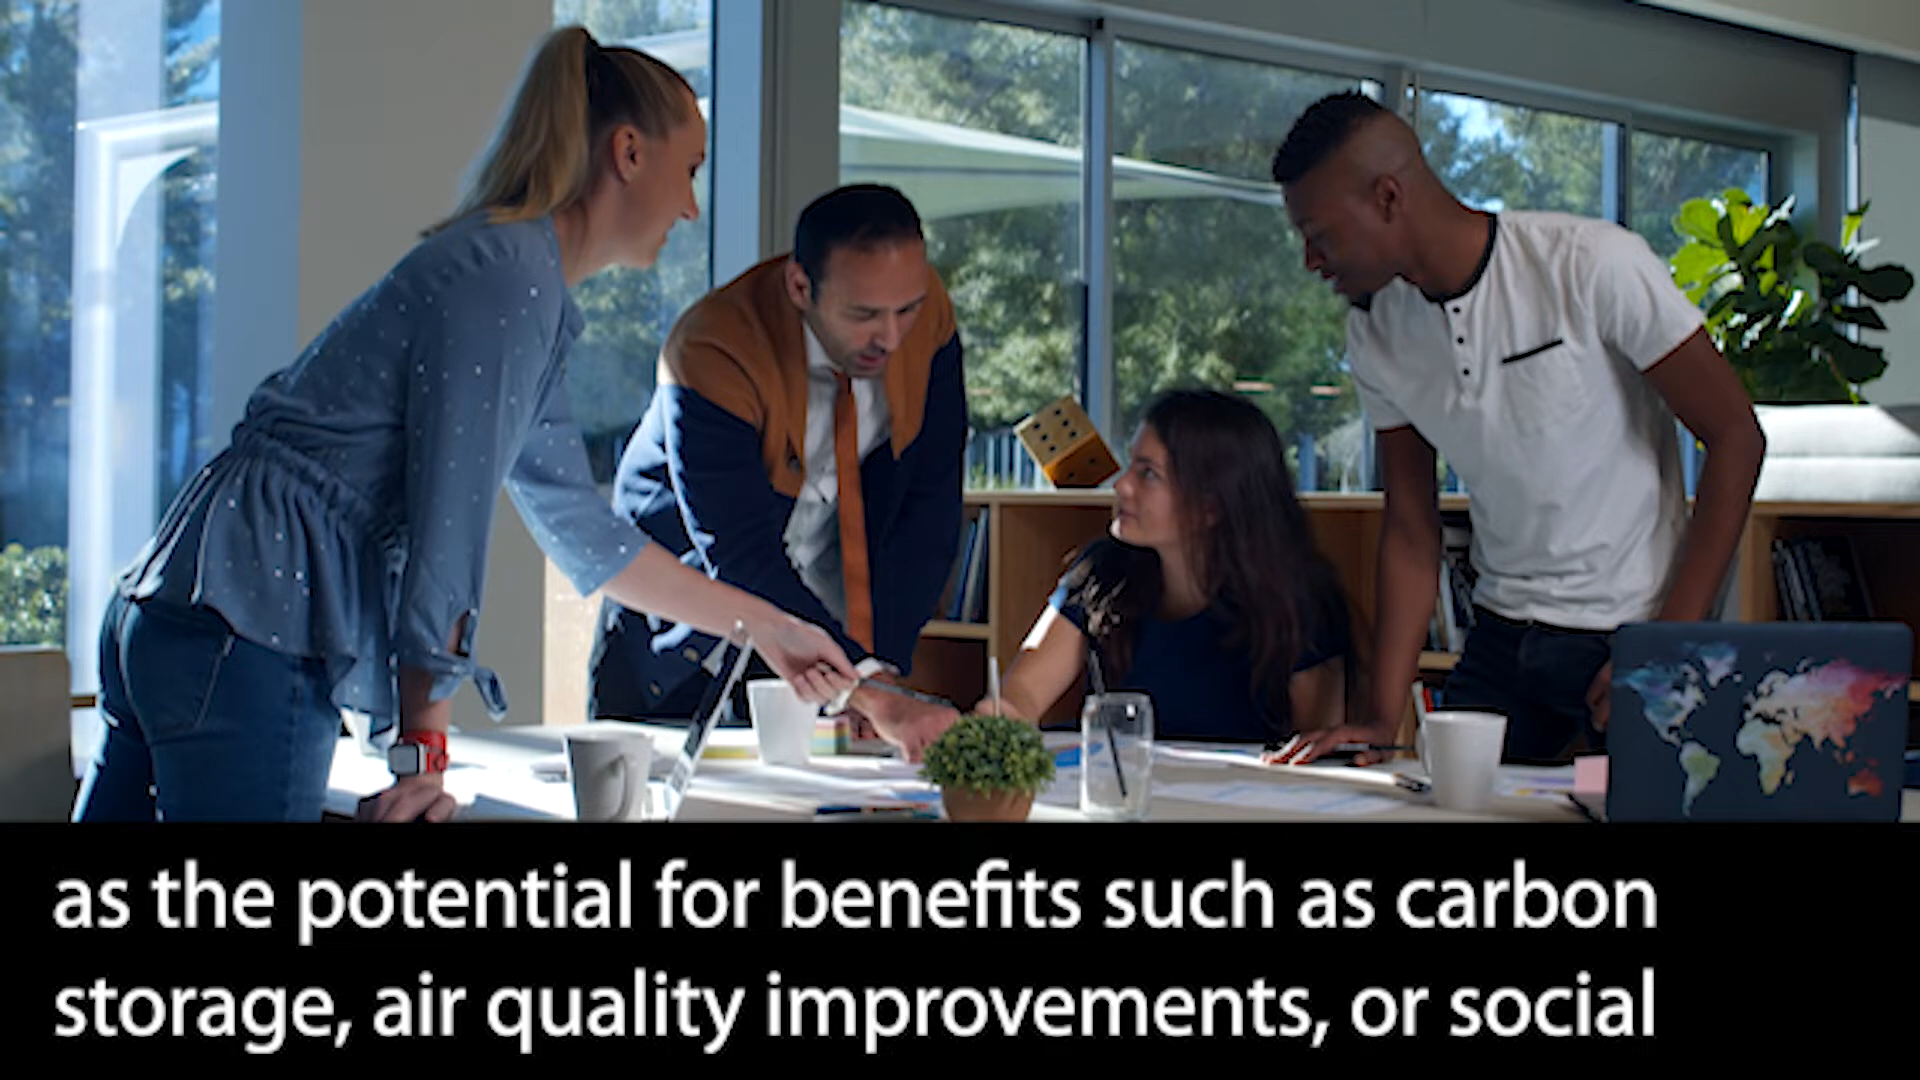 as the potential for benefits such as carbon
storage, air quality improvements, or social